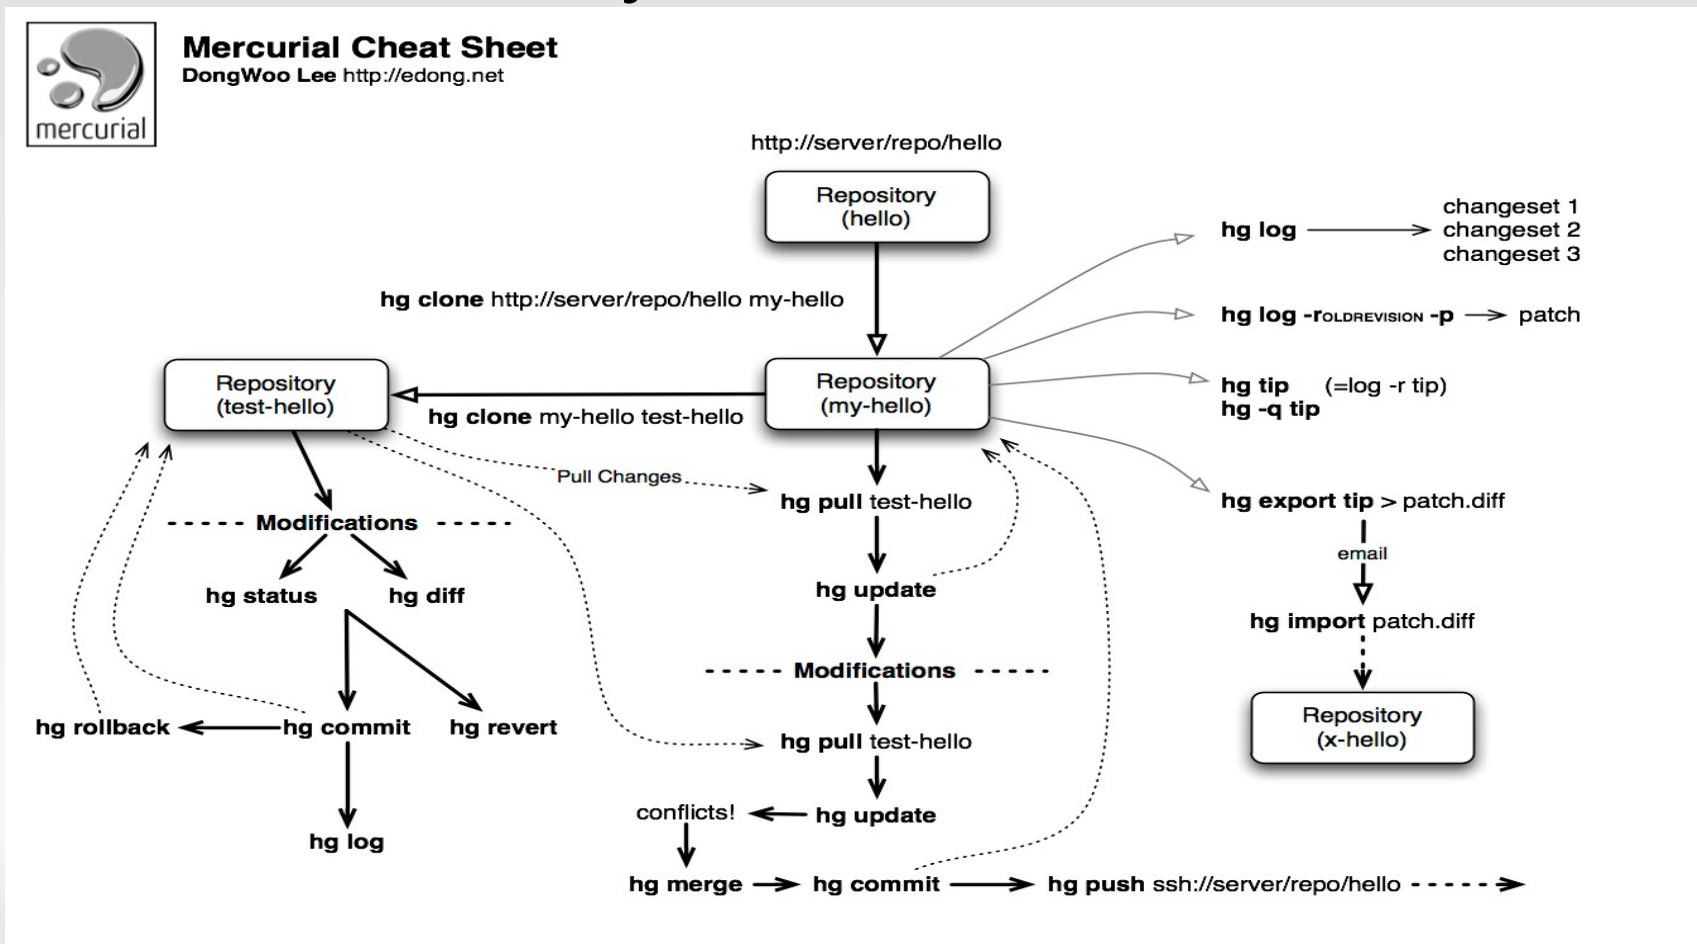 mercurial
Mercurial Cheat Sheet
DongWoo Lee http://edong.net
http://server/repo/hello
Repository
(hello)
hg clone http://server/repo/hello my-hello
Repository
(test-hello)
hg clone my-hello test-hello
Repository
(my-hello)
hg log
changeset 1
changeset 2
changeset 3
hg log -rOLDREVISION -p
patch
hg tip (=log -r tip)
hg -q tip
Pull Changes
hg pull test-hello
hg export tip > patch.diff
email
hg import patch.diff
Repository
(x-hello)
Modifications
hg status
hg diff
hg rollback
hg commit
hg revert
hg log
hg update
Modifications
hg pull test-hello
hg update
conflicts!
hg merge
hg commit
hg push ssh://server/repo/hello